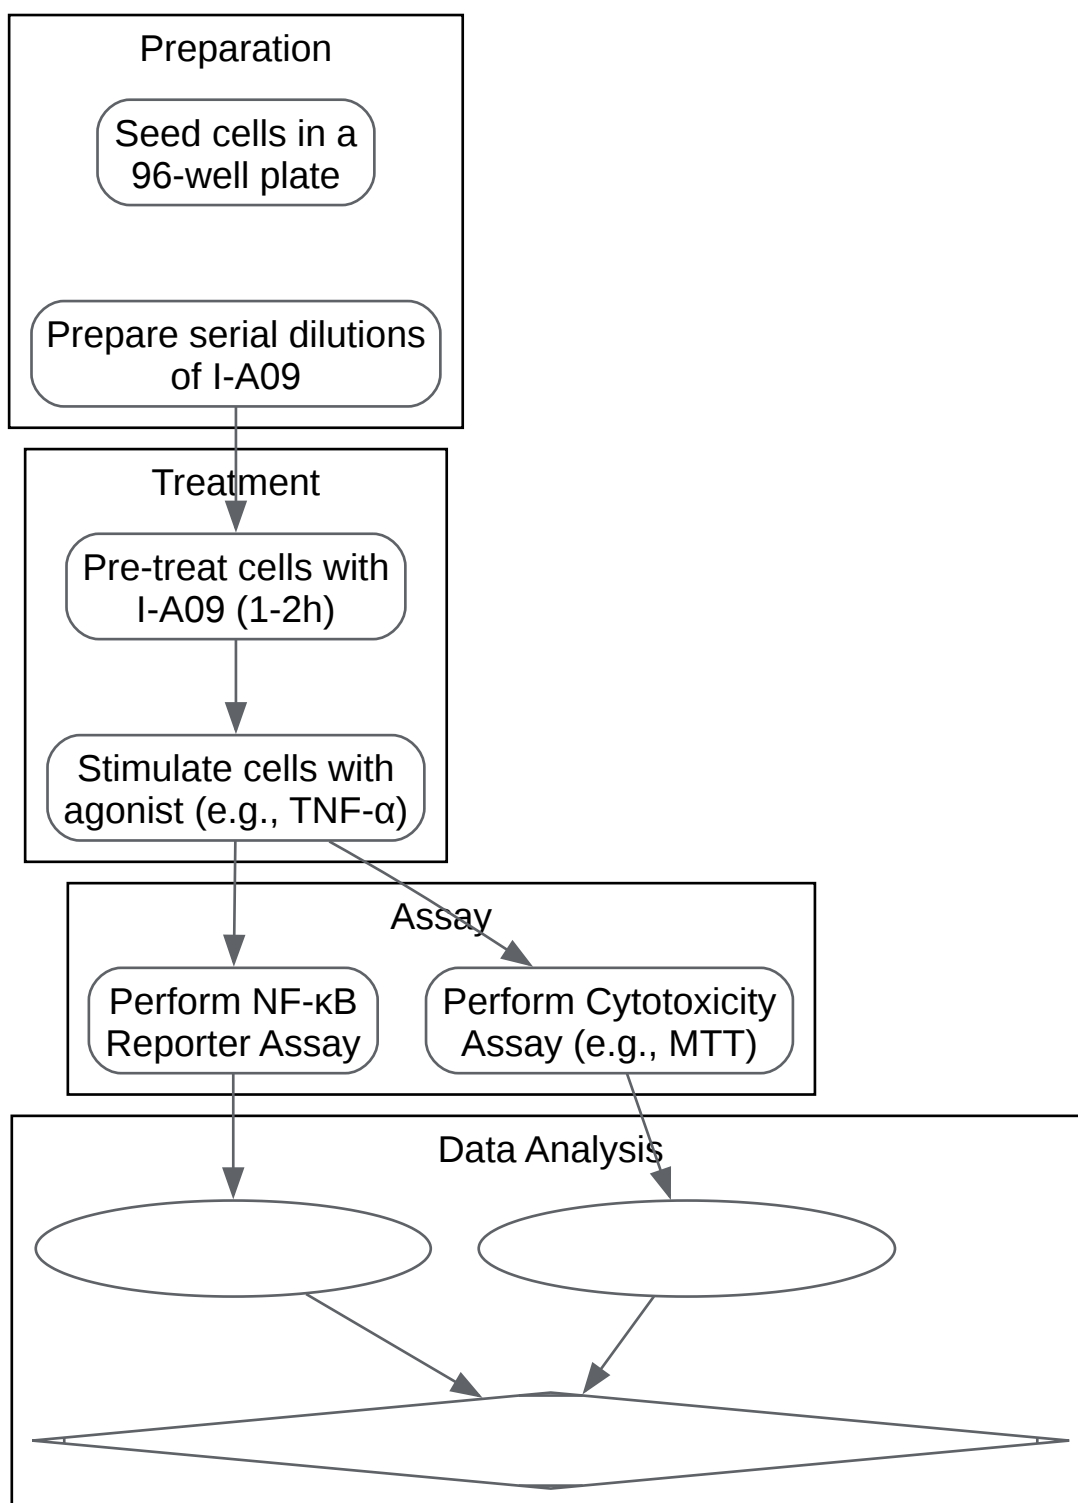 Preparation
Seed cells in a
96-well plate
Prepare serial dilutions
of I-A09
Treatment
Pre-treat cells with
I-A09 (1-2h)
Stimulate cells with
agonist (e.g., TNF-α)
Assay
Perform NF-κB
Reporter Assay
Perform Cytotoxicity
Assay (e.g., MTT)
Data Analysis